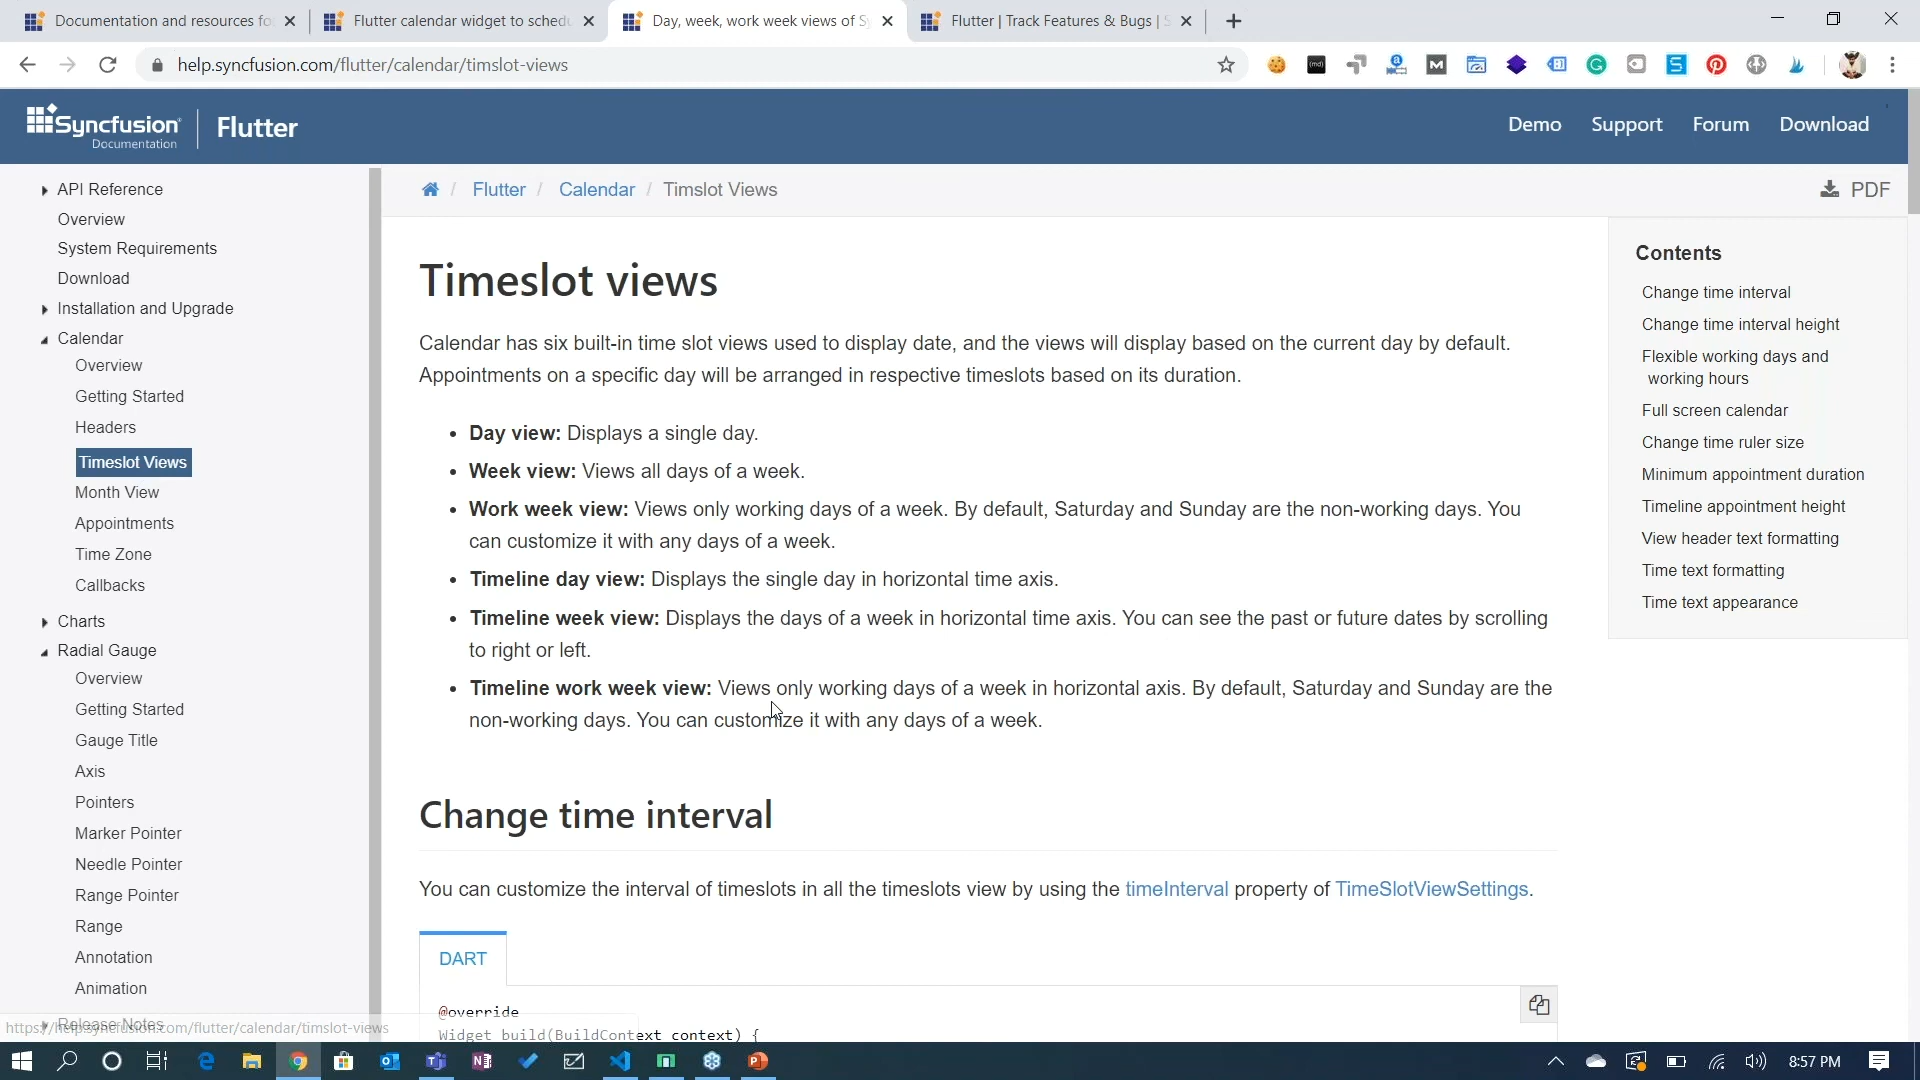 Documentation and resources fo
Flutter calendar widget to schedu
Day, week, work week views of Sy
Flutter | Track Features & Bugs | S
help.syncfusion.com/flutter/calendar/timslot-views
Syncfusion
Documentation
Flutter
Demo
Support
Forum
Download
API Reference
Overview
System Requirements
Download
Installation and Upgrade
Calendar
Overview
Getting Started
Headers
Timeslot Views
Month View
Appointments
Time Zone
Callbacks
Charts
Radial Gauge
Overview
Getting Started
Gauge Title
Axis
Pointers
Marker Pointer
Needle Pointer
Range Pointer
Range
Annotation
Animation
Release Notes
https://help.syncfusion.com/flutter/calendar/timslot-views
/ Flutter / Calendar / Timslot Views
PDF
Timeslot views
Calendar has six built-in time slot views used to display date, and the views will display based on the current day by default.
Appointments on a specific day will be arranged in respective timeslots based on its duration.
• Day view: Displays a single day.
• Week view: Views all days of a week.
• Work week view: Views only working days of a week. By default, Saturday and Sunday are the non-working days. You
can customize it with any days of a week.
• Timeline day view: Displays the single day in horizontal time axis.
• Timeline week view: Displays the days of a week in horizontal time axis. You can see the past or future dates by scrolling
to right or left.
• Timeline work week view: Views only working days of a week in horizontal axis. By default, Saturday and Sunday are the
non-working days. You can customize it with any days of a week.
Change time interval
You can customize the interval of timeslots in all the timeslots view by using the timeInterval property of TimeSlotViewSettings.
DART
@override
Widget build(BuildContext context) {
Contents
Change time interval
Change time interval height
Flexible working days and
working hours
Full screen calendar
Change time ruler size
Minimum appointment duration
Timeline appointment height
View header text formatting
Time text formatting
Time text appearance
8:57 PM